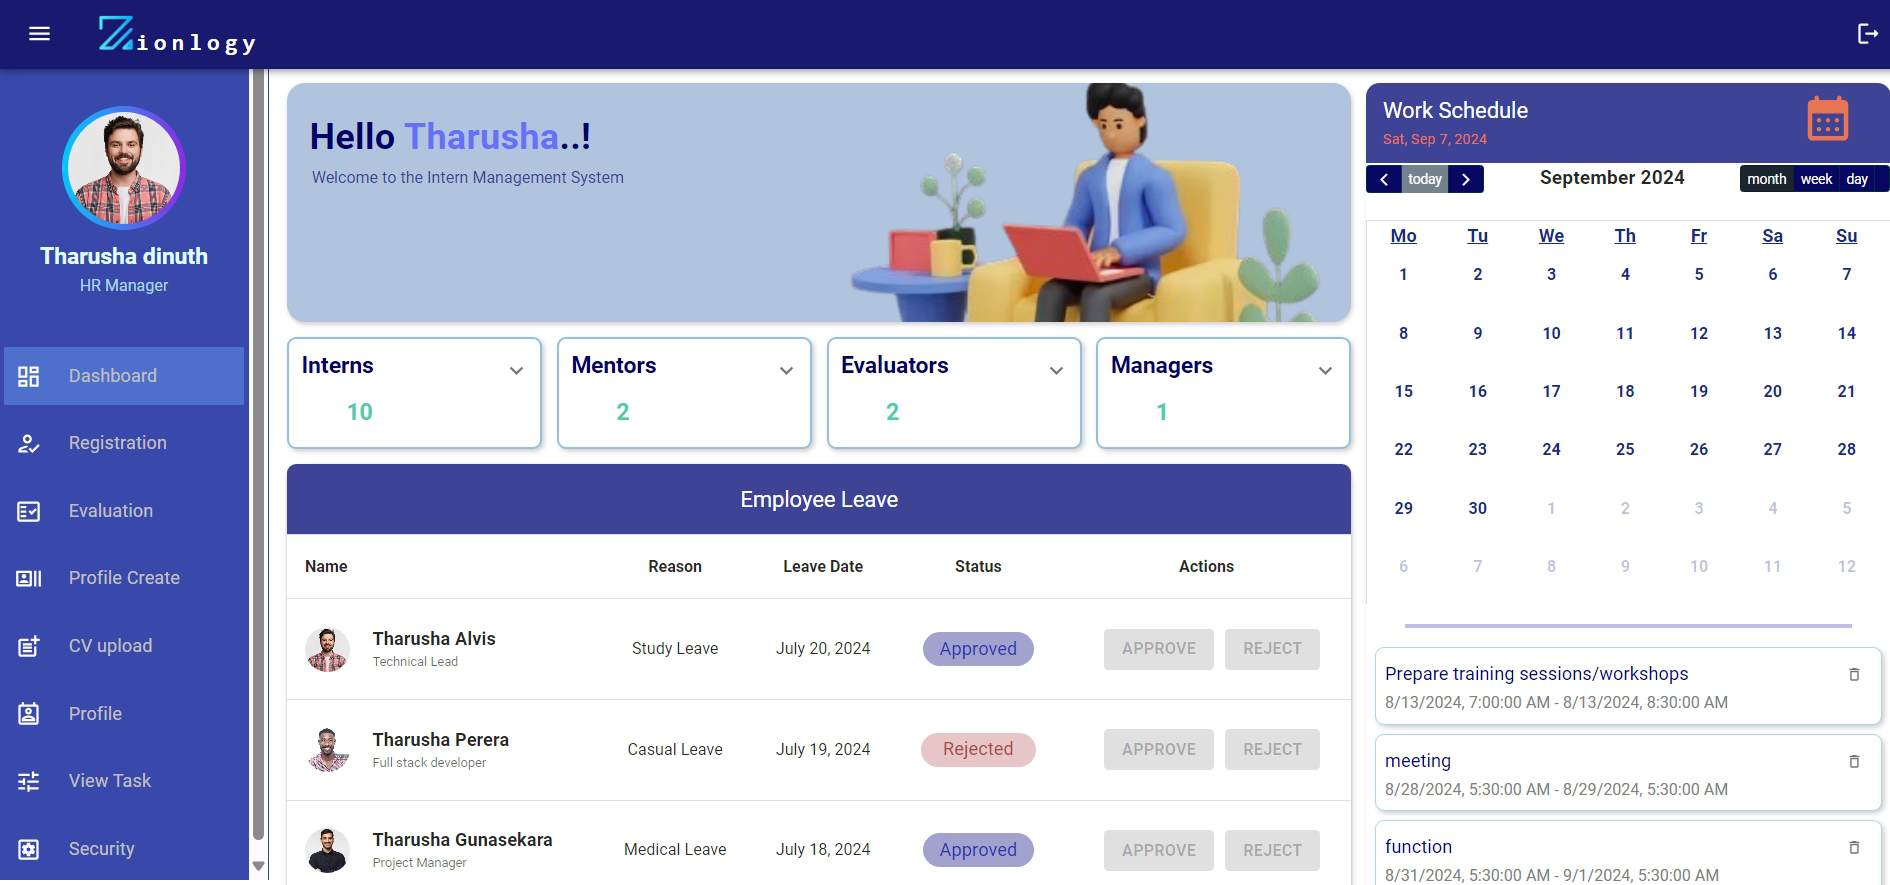 Zionlogy
Tharusha dinuth
HR Manager
Dashboard
Registration
Evaluation
Profile Create
CV upload
Profile
View Task
Security
Hello Tharusha..!
Welcome to the Intern Management System
Interns
10
Mentors
2
Evaluators
2
Managers
1
Employee Leave
Name Reason Leave Date Status Actions
Tharusha Alvis
Technical Lead
Study Leave July 20, 2024 Approved APPROVE REJECT
Tharusha Perera
Full stack developer
Casual Leave July 19, 2024 Rejected APPROVE REJECT
Tharusha Gunasekara
Project Manager
Medical Leave July 18, 2024 Approved APPROVE REJECT
Work Schedule
Sat, Sep 7, 2024
today September 2024 month week day
Mo Tu We Th Fr Sa Su
1 2 3 4 5 6 7
8 9 10 11 12 13 14
15 16 17 18 19 20 21
22 23 24 25 26 27 28
29 30 1 2 3 4 5
6 7 8 9 10 11 12
Prepare training sessions/workshops
8/13/2024, 7:00:00 AM - 8/13/2024, 8:30:00 AM
meeting
8/28/2024, 5:30:00 AM - 8/29/2024, 5:30:00 AM
function
8/31/2024, 5:30:00 AM - 9/1/2024, 5:30:00 AM